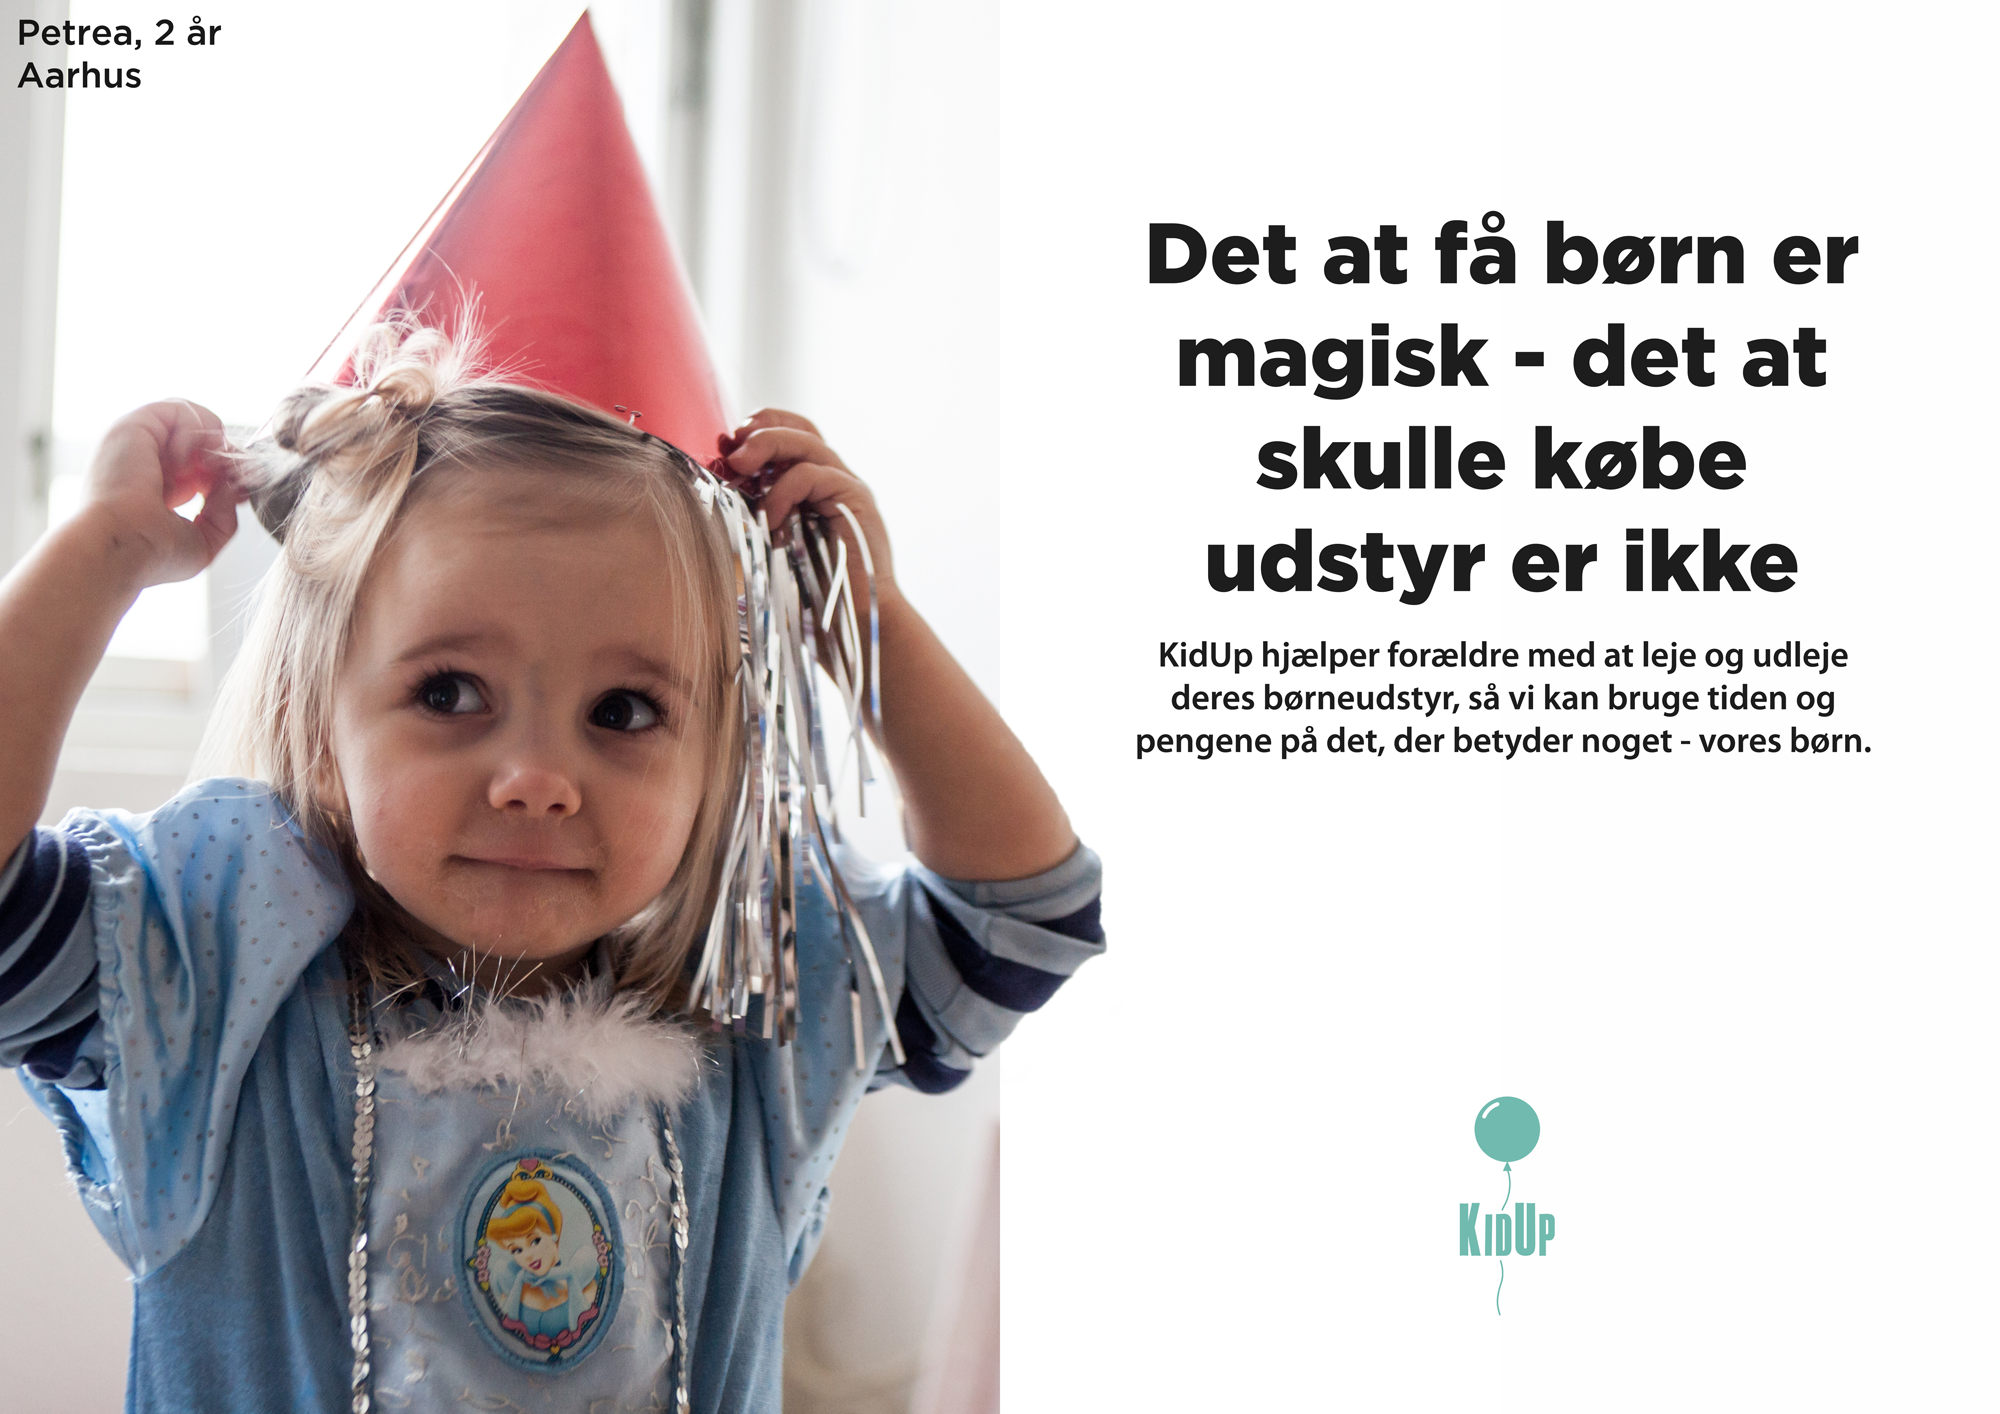 Petrea, 2 år
Aarhus
Det at få børn er
magisk - det at
skulle købe
udstyr er ikke
KidUp hjælper forældre med at leje og udleje
deres børneudstyr, så vi kan bruge tiden og
pengene på det, der betyder noget - vores børn.
KIDUP